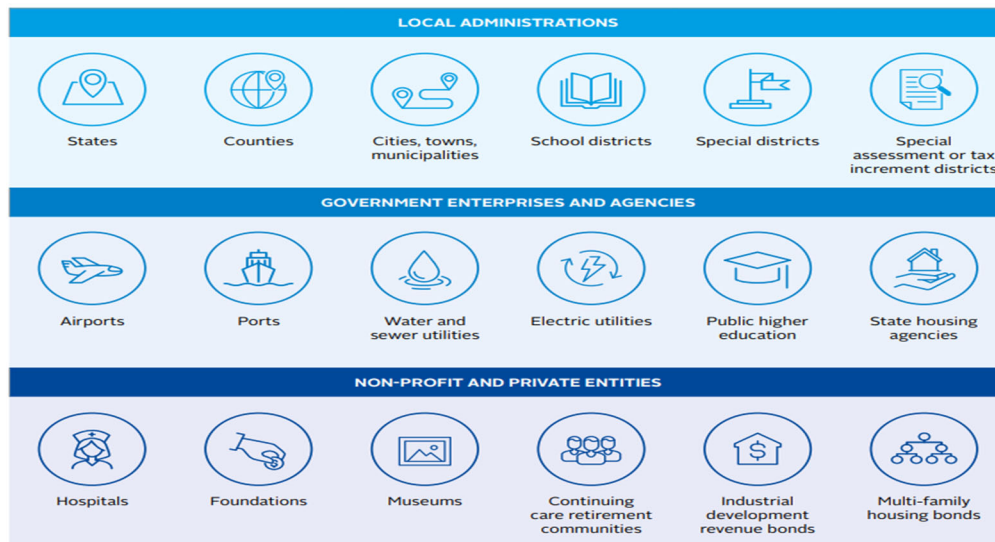 LOCAL ADMINISTRATIONS
States
Counties
Cities, towns,
municipalities
School districts
Special districts
Special
assessment or tax
increment districts
GOVERNMENT ENTERPRISES AND AGENCIES
Airports
Ports
Water and
sewer utilities
Electric utilities
Public higher
education
State housing
agencies
NON-PROFIT AND PRIVATE ENTITIES
Hospitals
Foundations
Museums
Continuing
care retirement
communities
Industrial
development
revenue bonds
Multi-family
housing bonds